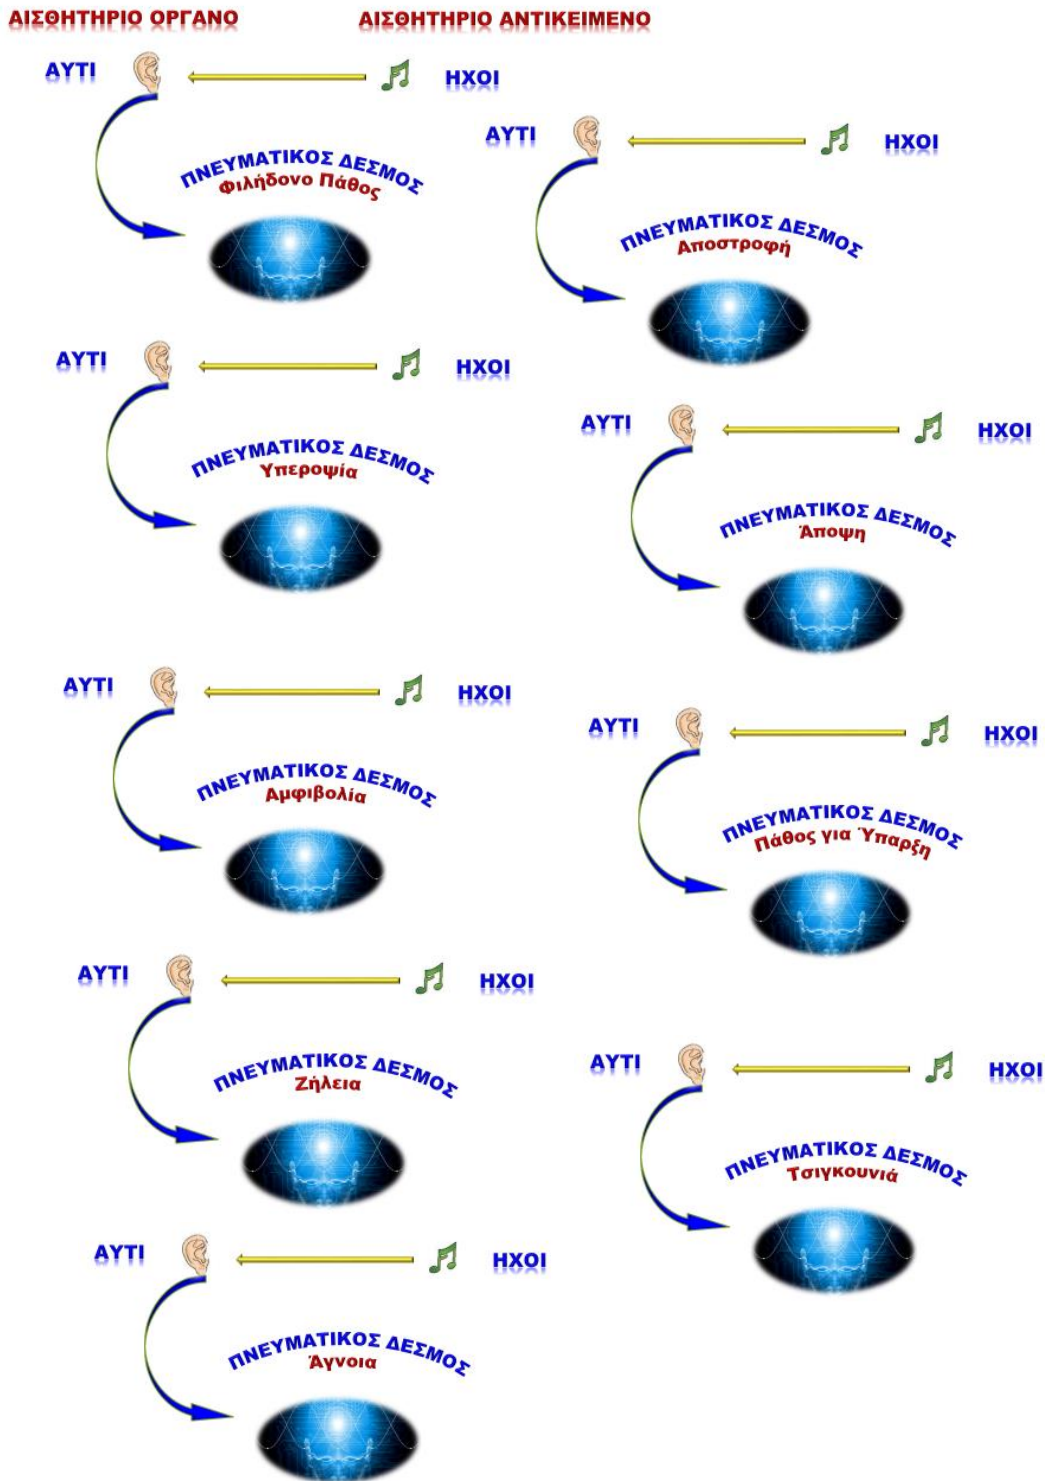 ΑΙΣΘΗΤΗΡΙΟ ΟΡΓΑΝΟ
ΑΙΣΘΗΤΗΡΙΟ ΑΝΤΙΚΕΙΜΕΝΟ
ΑΥΤΙ
ΗΧΟΙ
ΠΝΕΥΜΑΤΙΚΟΣ ΔΕΣΜΟΣ
Φιλήδονο Πάθος
ΑΥΤΙ
ΗΧΟΙ
ΠΝΕΥΜΑΤΙΚΟΣ ΔΕΣΜΟΣ
Αποστροφή
ΑΥΤΙ
ΗΧΟΙ
ΠΝΕΥΜΑΤΙΚΟΣ ΔΕΣΜΟΣ
Υπεροψία
ΑΥΤΙ
ΗΧΟΙ
ΠΝΕΥΜΑΤΙΚΟΣ ΔΕΣΜΟΣ
Άποψη
ΑΥΤΙ
ΗΧΟΙ
ΠΝΕΥΜΑΤΙΚΟΣ ΔΕΣΜΟΣ
Αμφιβολία
ΑΥΤΙ
ΗΧΟΙ
ΠΝΕΥΜΑΤΙΚΟΣ ΔΕΣΜΟΣ
Πάθος για Ύπαρξη
ΑΥΤΙ
ΗΧΟΙ
ΠΝΕΥΜΑΤΙΚΟΣ ΔΕΣΜΟΣ
Ζήλεια
ΑΥΤΙ
ΗΧΟΙ
ΠΝΕΥΜΑΤΙΚΟΣ ΔΕΣΜΟΣ
Τσιγκουνιά
ΑΥΤΙ
ΗΧΟΙ
ΠΝΕΥΜΑΤΙΚΟΣ ΔΕΣΜΟΣ
Άγνοια